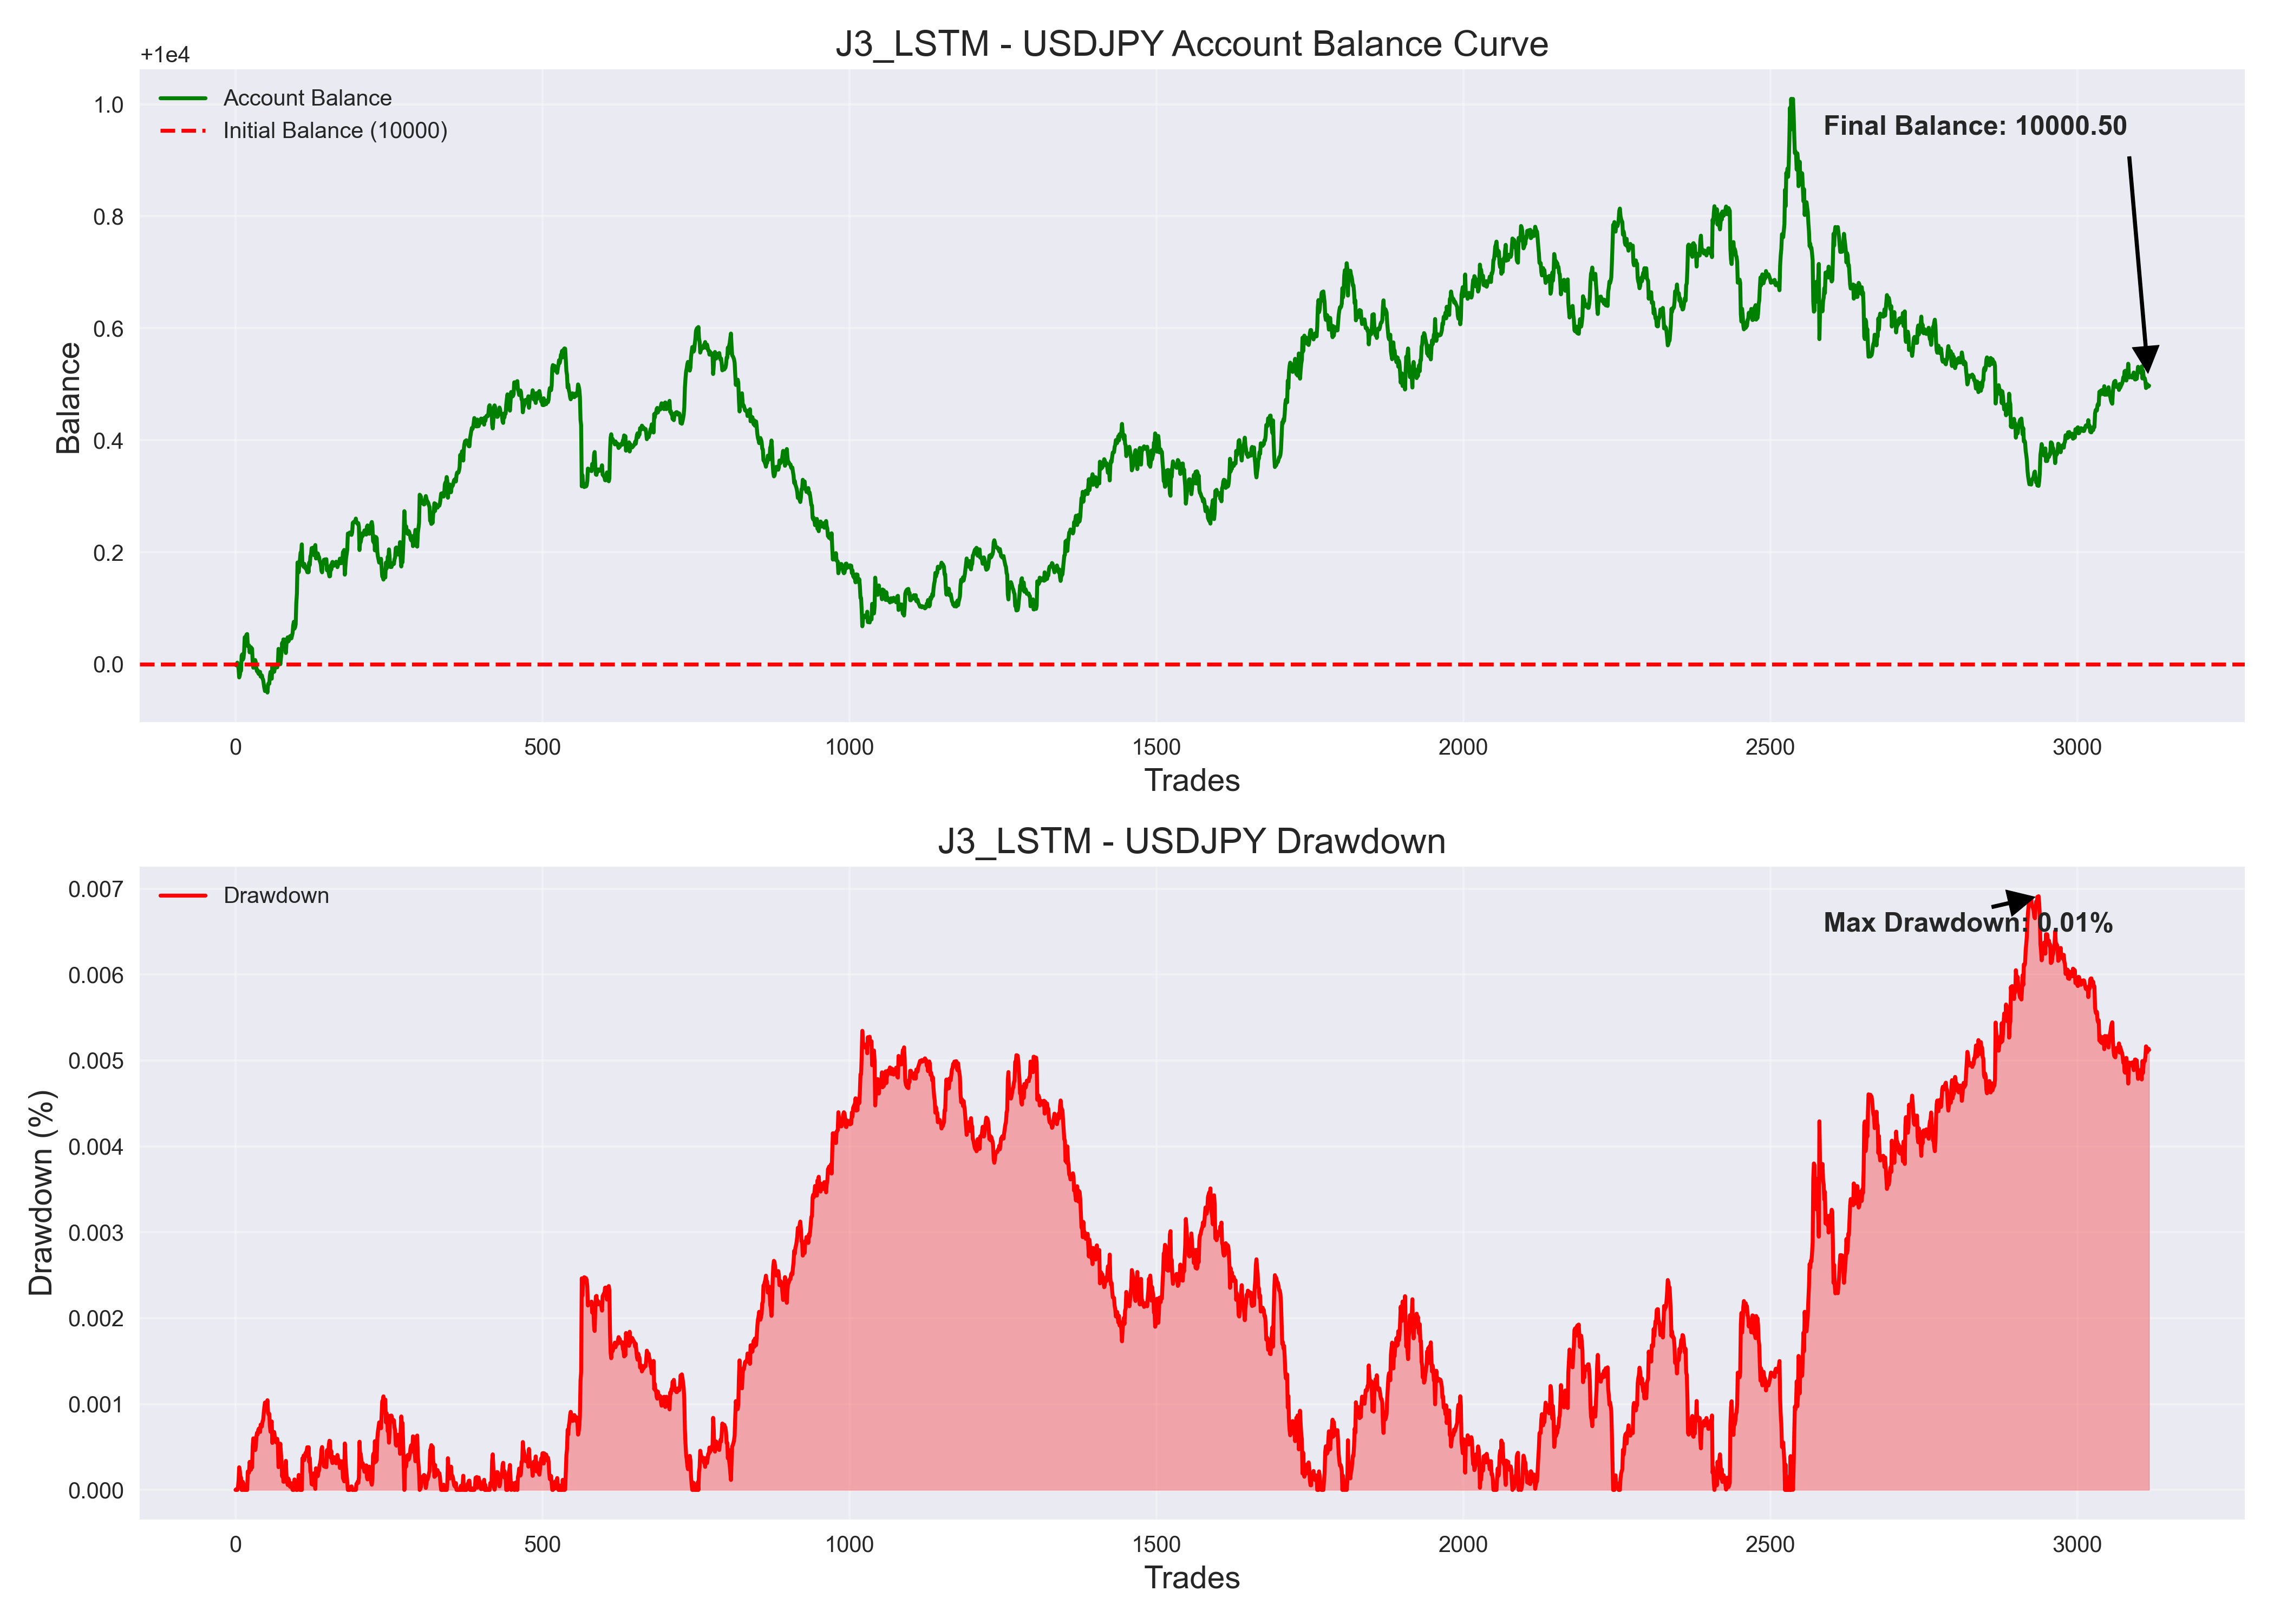 J3_LSTM - USDJPY Account Balance Curve
+1e4
Account Balance
Initial Balance (10000)
Final Balance: 10000.50
Balance
1.0
0.8
0.6
0.4
0.2
0.0
0 500 1000 1500 2000 2500 3000
Trades
J3_LSTM - USDJPY Drawdown
Drawdown
Max Drawdown: 0.01%
Drawdown (%)
0.007
0.006
0.005
0.004
0.003
0.002
0.001
0.000
0 500 1000 1500 2000 2500 3000
Trades